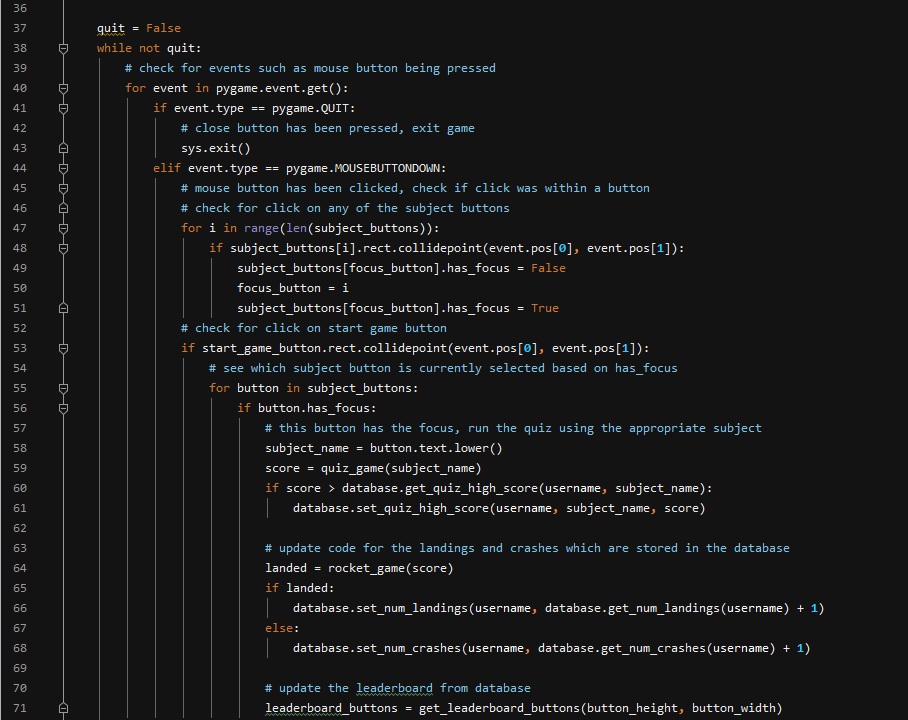 36
37 quit = False
38 while not quit:
39 # check for events such as mouse button being pressed
40 for event in pygame.event.get():
41 if event.type == pygame.QUIT:
42 # close button has been pressed, exit game
43 sys.exit()
44 elif event.type == pygame.MOUSEBUTTONDOWN:
45 # mouse button has been clicked, check if click was within a button
46 # check for click on any of the subject buttons
47 for i in range(len(subject_buttons)):
48 if subject_buttons[i].rect.collidepoint(event.pos[0], event.pos[1]):
49 subject_buttons[focus_button].has_focus = False
50 focus_button = i
51 subject_buttons[focus_button].has_focus = True
52 # check for click on start game button
53 if start_game_button.rect.collidepoint(event.pos[0], event.pos[1]):
54 # see which subject button is currently selected based on has_focus
55 for button in subject_buttons:
56 if button.has_focus:
57 # this button has the focus, run the quiz using the appropriate subject
58 subject_name = button.text.lower()
59 score = quiz_game(subject_name)
60 if score > database.get_quiz_high_score(username, subject_name):
61 database.set_quiz_high_score(username, subject_name, score)
62
63 # update code for the landings and crashes which are stored in the database
64 landed = rocket_game(score)
65 if landed:
66 database.set_num_landings(username, database.get_num_landings(username) + 1)
67 else:
68 database.set_num_crashes(username, database.get_num_crashes(username) + 1)
69
70 # update the leaderboard from database
71 leaderboard_buttons = get_leaderboard_buttons(button_height, button_width)